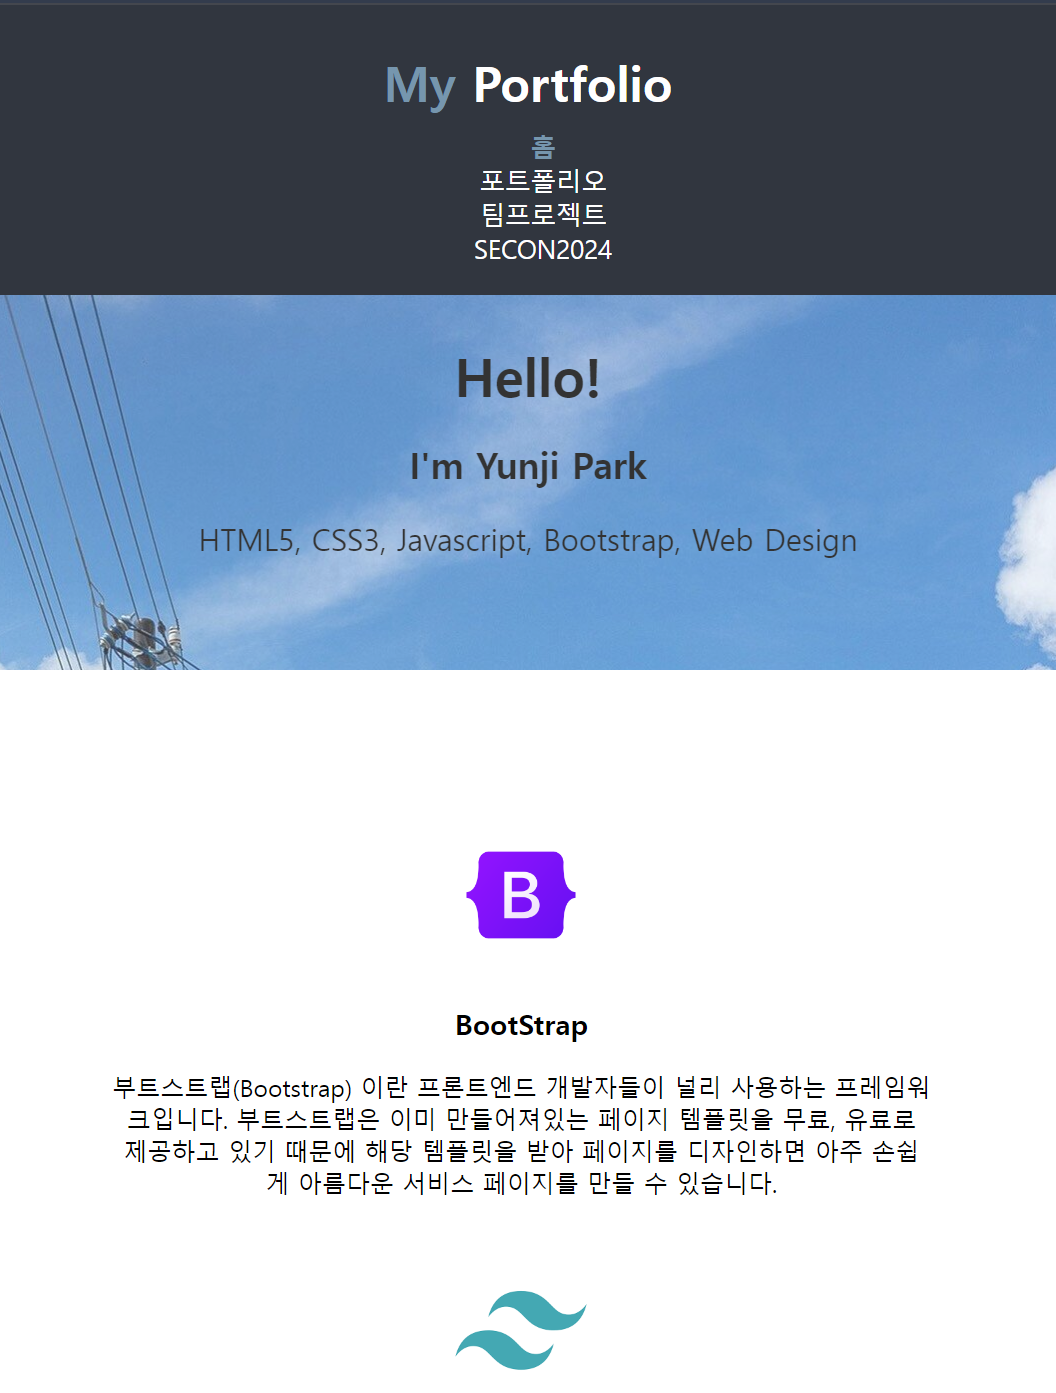 My Portfolio
홈
포트폴리오
팀프로젝트
SECON2024
Hello!
I'm Yunji Park
HTML5, CSS3, Javascript, Bootstrap, Web Design
B
BootStrap
부트스트랩(Bootstrap) 이란 프론트엔드 개발자들이 널리 사용하는 프레임워
크입니다. 부트스트랩은 이미 만들어져있는 페이지 템플릿을 무료, 유료로
제공하고 있기 때문에 해당 템플릿을 받아 페이지를 디자인하면 아주 손쉽
게 아름다운 서비스 페이지를 만들 수 있습니다.